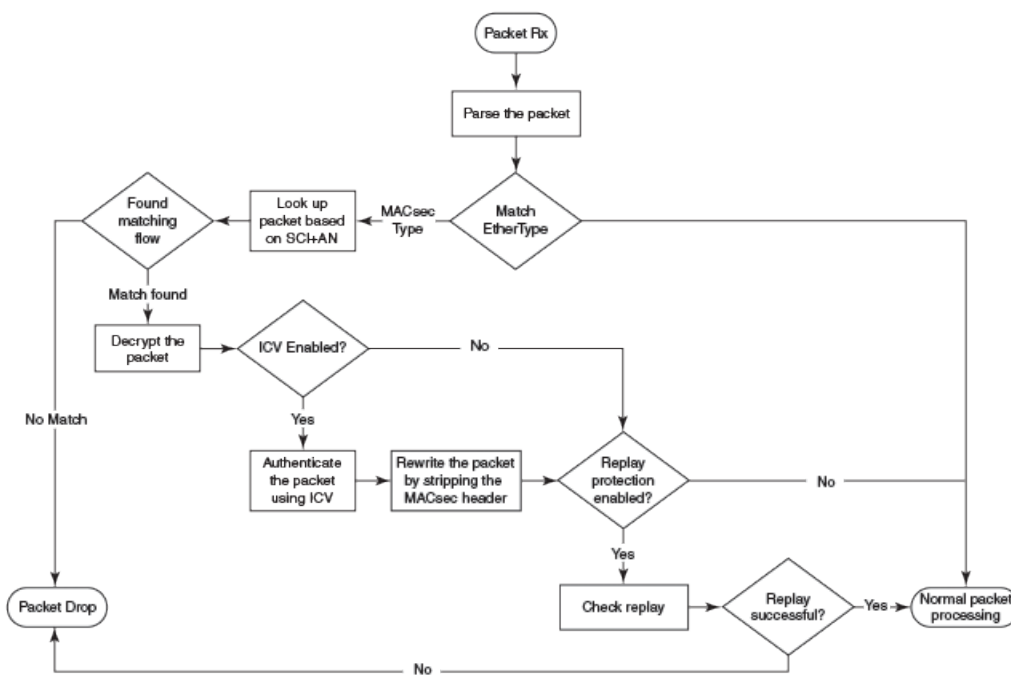 Packet Rx
Parse the packet
Match
EtherType
MACsec
Type
Look up
packet based
on SCI+AN
Found
matching
flow
Match found
No Match
Decrypt the
packet
ICV Enabled?
No
Yes
Authenticate
the packet
using ICV
Rewrite the packet
by stripping the
MACsec header
Replay
protection
enabled?
No
Yes
Check replay
Replay
successful?
Yes
Normal packet
processing
Packet Drop
No